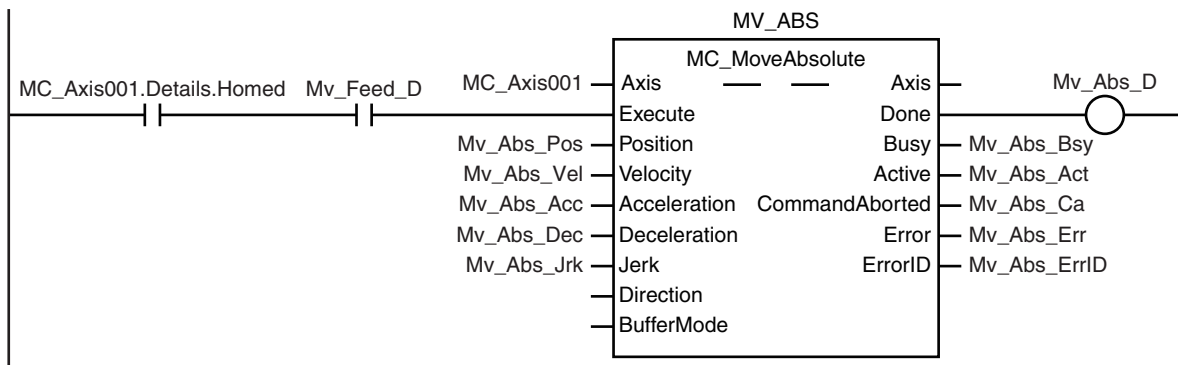 MV_ABS
MC_MoveAbsolute
MC_Axis001.Details.Homed Mv_Feed_D MC_Axis001 Axis Axis Mv_Abs_D
Execute Done
Mv_Abs_Pos Position Busy Mv_Abs_Bsy
Mv_Abs_Vel Velocity Active Mv_Abs_Act
Mv_Abs_Acc Acceleration CommandAborted Mv_Abs_Ca
Mv_Abs_Dec Deceleration Error Mv_Abs_Err
Mv_Abs_Jrk Jerk ErrorID Mv_Abs_ErrID
Direction
BufferMode